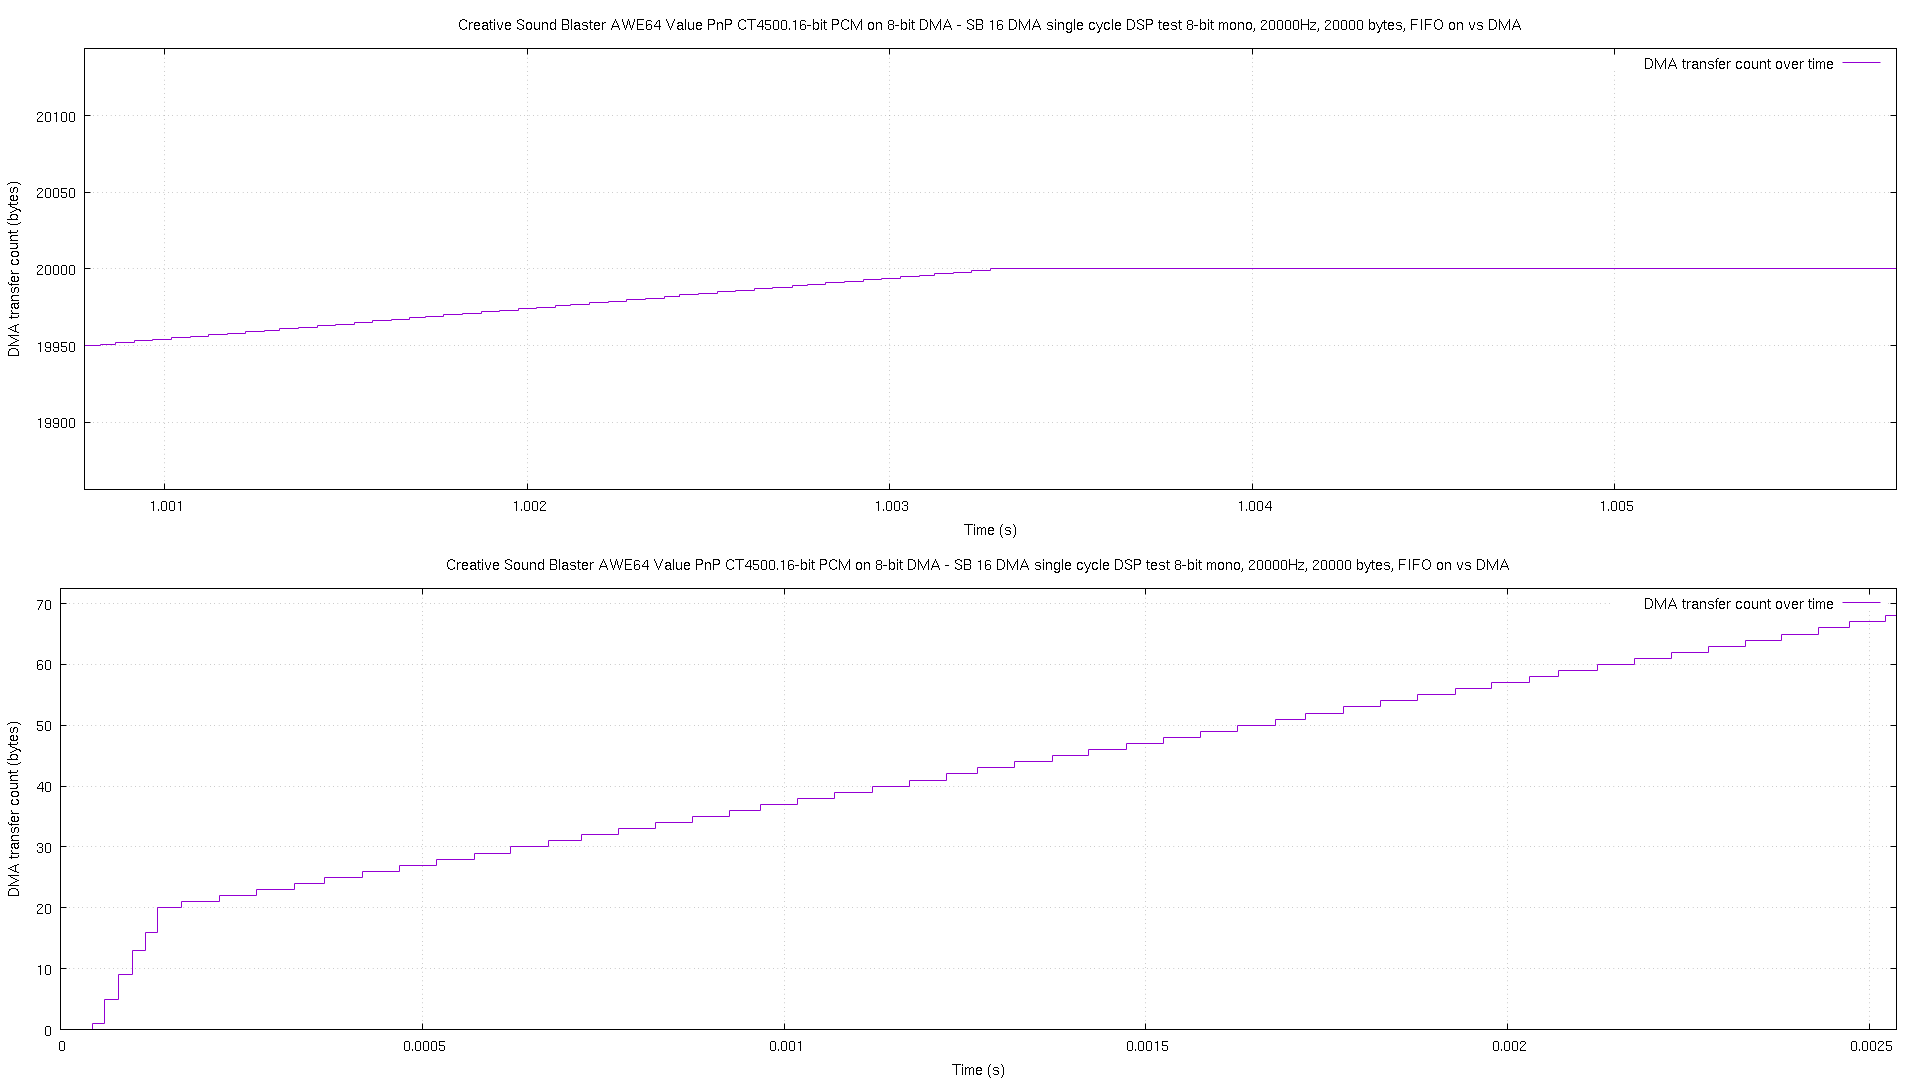 Creative Sound Blaster AWE64 Value PnP CT4500.16-bit PCM on 8-bit DMA - SB 16 DMA single cycle DSP test 8-bit mono, 20000Hz, 20000 bytes, FIFO on vs DMA
DMA transfer count over time
20100
20050
20000
19950
19900
DMA transfer count (bytes)
1.001 1.002 1.003 1.004 1.005
Time (s)
Creative Sound Blaster AWE64 Value PnP CT4500.16-bit PCM on 8-bit DMA - SB 16 DMA single cycle DSP test 8-bit mono, 20000Hz, 20000 bytes, FIFO on vs DMA
DMA transfer count over time
70
60
50
40
30
20
10
0
DMA transfer count (bytes)
0 0.0005 0.001 0.0015 0.002 0.0025
Time (s)